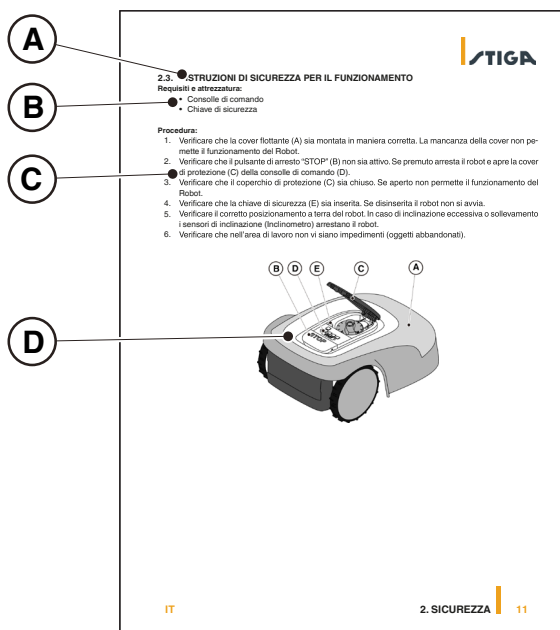 A
STIGA
2.3. ISTRUZIONI DI SICUREZZA PER IL FUNZIONAMENTO
Requisiti e attrezzatura:
B
• Consolle di comando
• Chiave di sicurezza
Procedura:
1. Verificare che la cover flottante (A) sia montata in maniera corretta. La mancanza della cover non pe-
mette il funzionamento del Robot.
2. Verificare che il pulsante di arresto "STOP" (B) non sia attivo. Se premuto arresta il robot e apre la cover
C
di protezione (C) della consolle di comando (D).
3. Verificare che il coperchio di protezione (C) sia chiuso. Se aperto non permette il funzionamento del
Robot.
4. Verificare che la chiave di sicurezza (E) sia inserita. Se disinserita il robot non si avvia.
5. Verificare il corretto posizionamento a terra del robot. In caso di inclinazione eccessiva o sollevamento
i sensori di inclinazione (Inclinometro) arrestano il robot.
6. Verificare che nell'area di lavoro non vi siano impedimenti (oggetti abbandonati).
B D E C A
D
STOP
IT
2. SICUREZZA 11